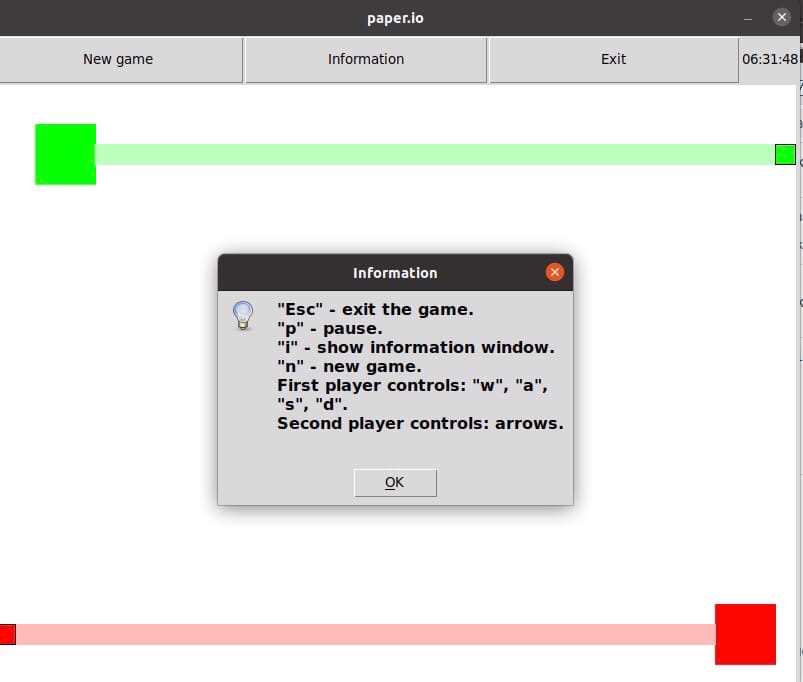 paper.io
New game
Information
Exit
06:31:48
Information
"Esc" - exit the game.
"p" - pause.
"i" - show information window.
"n" - new game.
First player controls: "w", "a",
"s", "d".
Second player controls: arrows.
OK